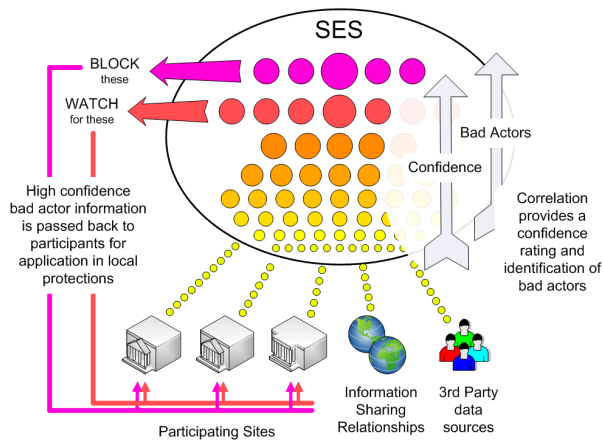 SES
BLOCK
these
WATCH
for these
Bad Actors
Confidence
High confidence
bad actor information
is passed back to
participants for
application in local
protections
Correlation
provides a
confidence
rating and
identification of
bad actors
Participating Sites
Information
Sharing
Relationships
3rd Party
data
sources